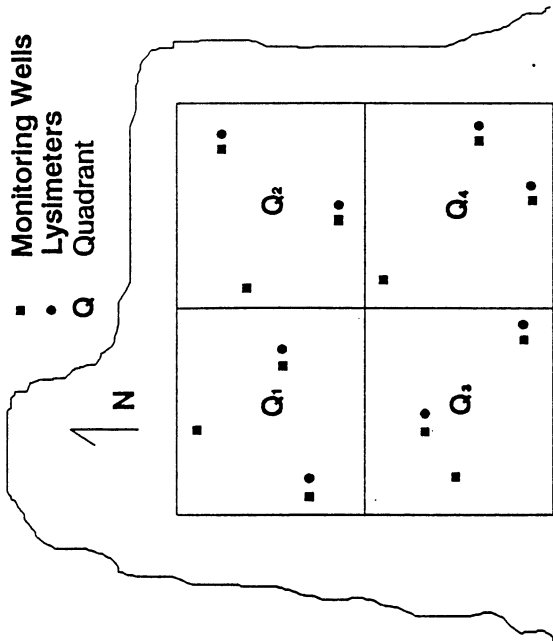 ■ Monitoring Wells
● Lysimeters
Q Quadrant
N
Q1
Q2
Q3
Q4